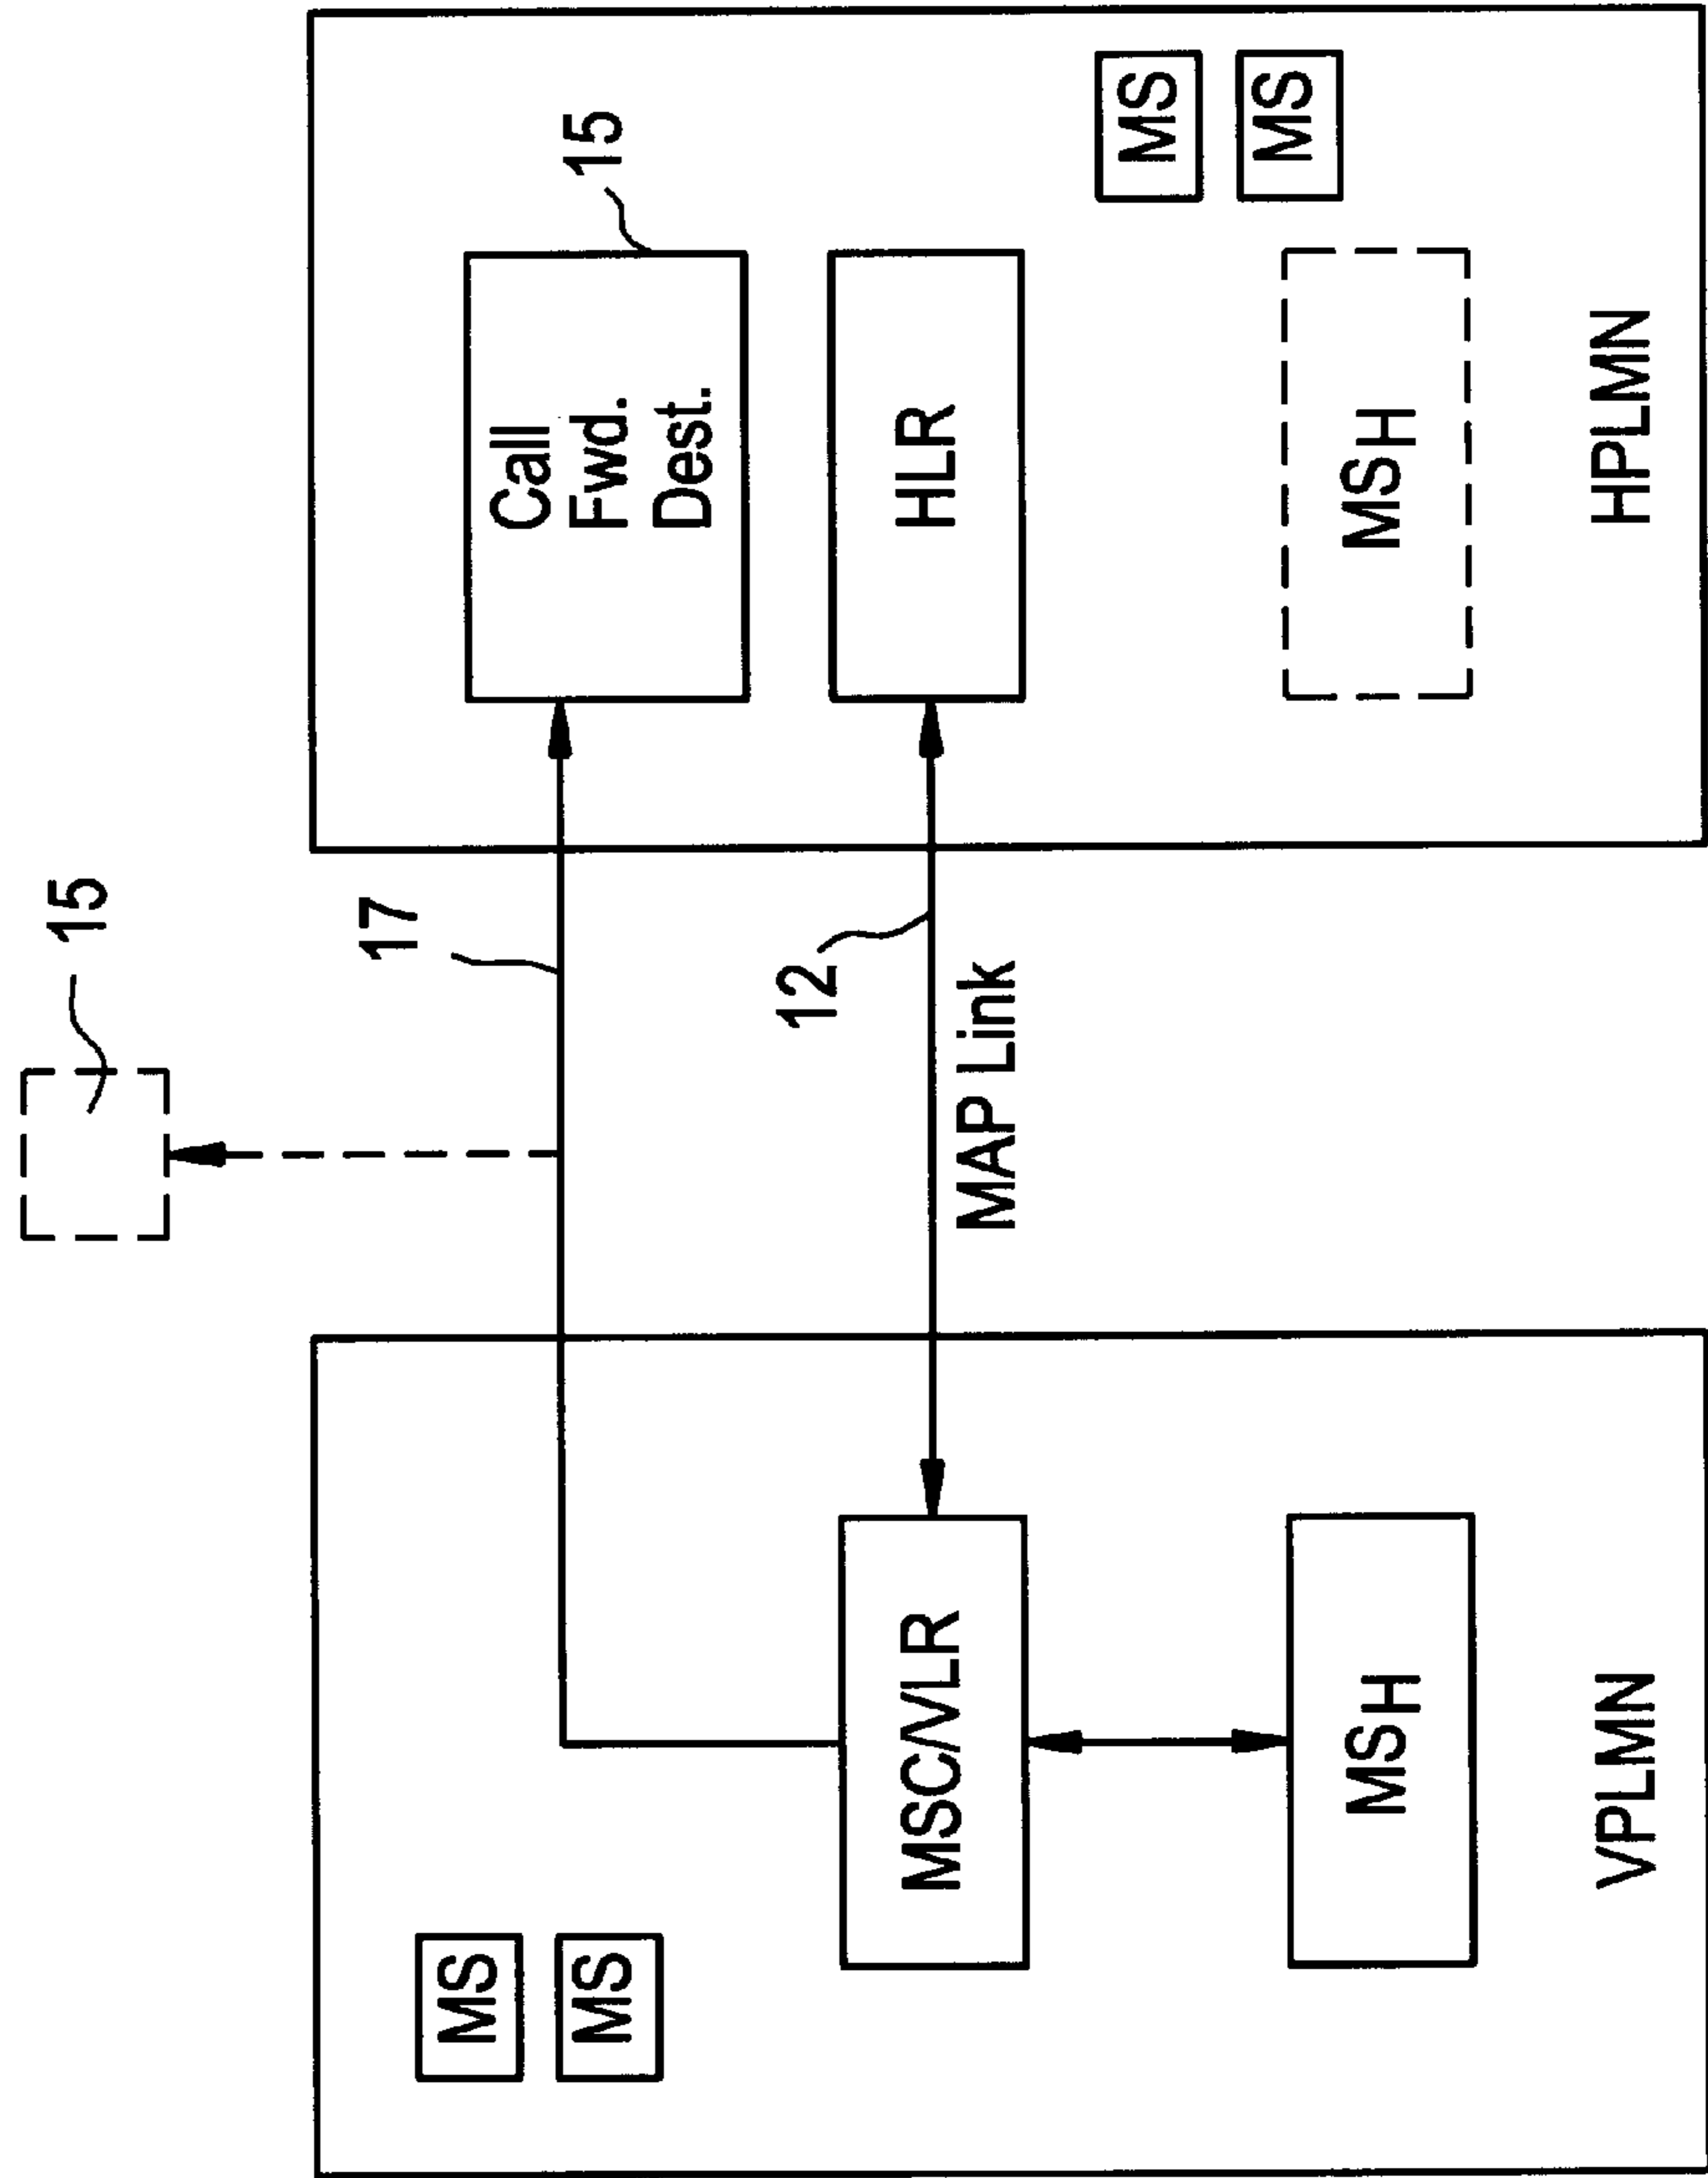 15
17
MS
MS
Call
Fwd.
Dest.
15
12
MSC/VLR
MAP Link
HLR
MS
MS
MSH
MSH
VPLMN
HPLMN